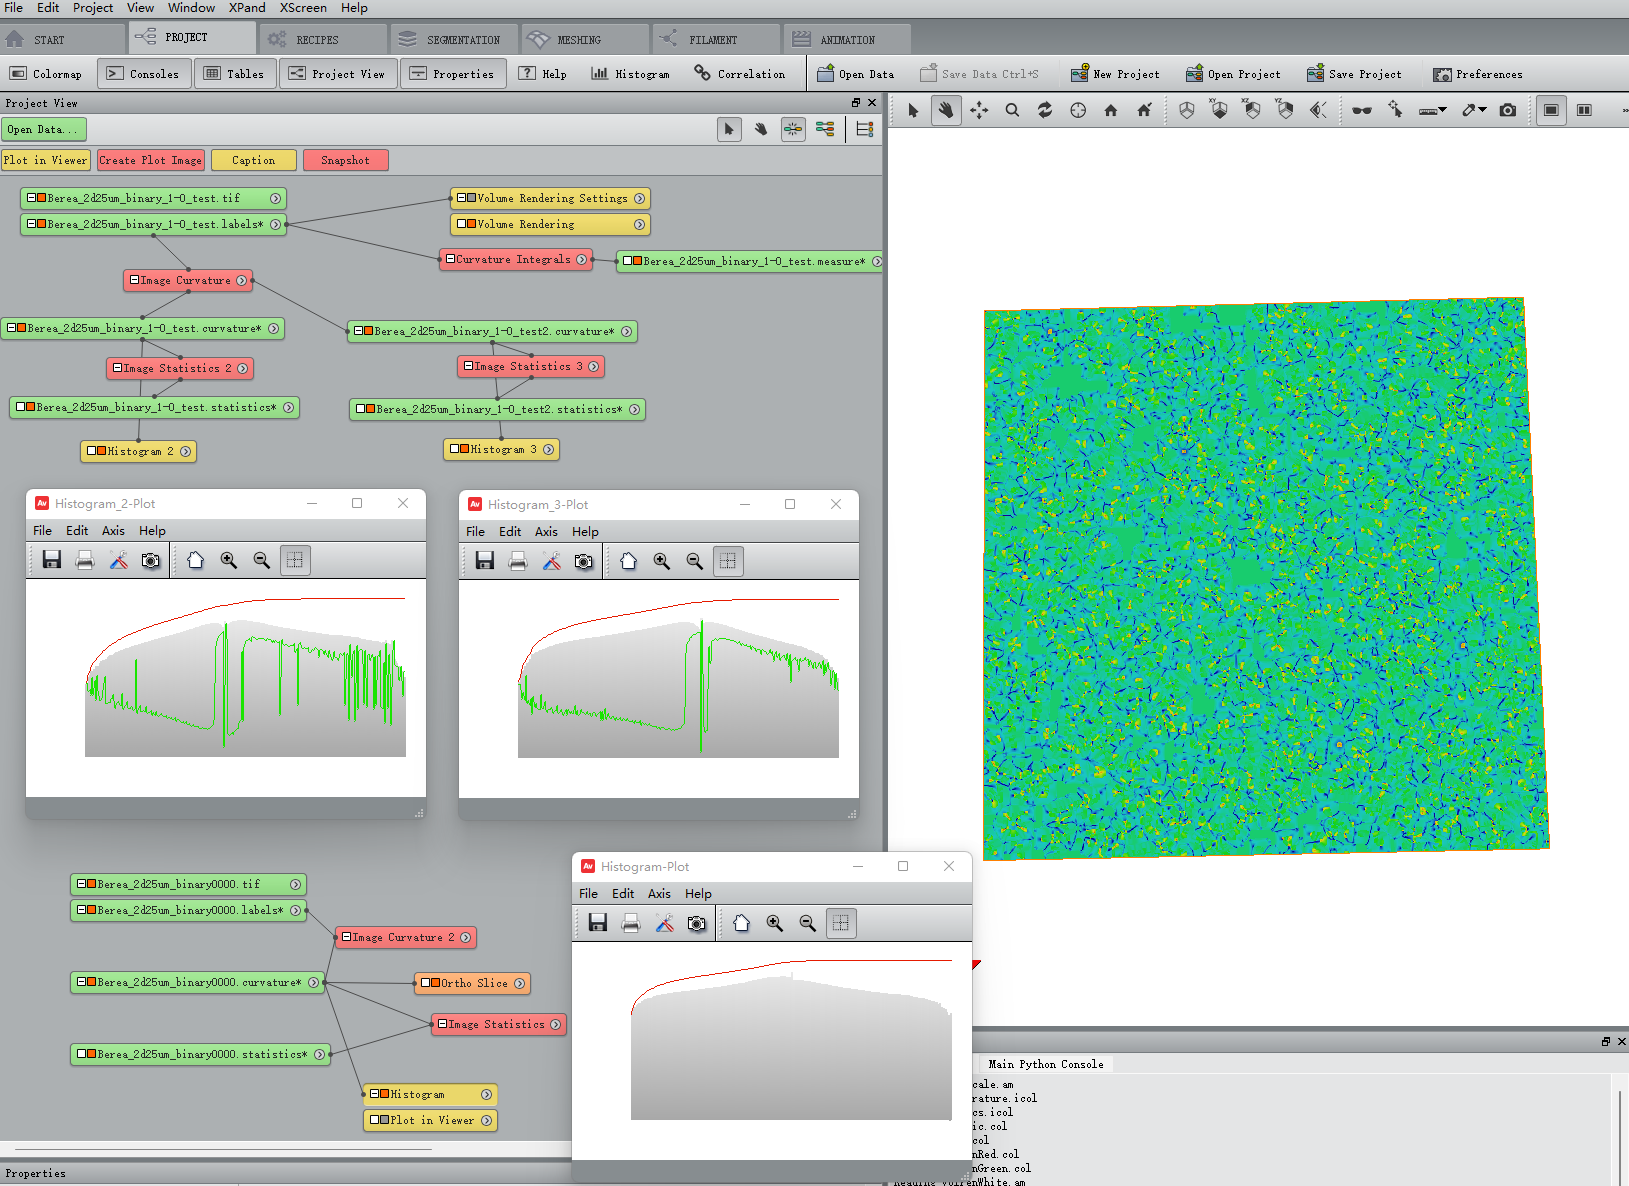 File Edit Project View Window XPand XScreen Help
START PROJECT RECIPES SEGMENTATION MESHING FILAMENT ANIMATION
Colormap Consoles Tables Project View Properties Help Histogram Correlation Open Data Save Data Ctrl+S New Project Open Project Save Project Preferences
Project View
Open Data...
Plot in Viewer Create Plot Image Caption Snapshot
Berea_2d25um_binary_1-0_test.tif
Volume Rendering Settings
Berea_2d25um_binary_1-0_test.labels*
Volume Rendering
Curvature Integrals
Berea_2d25um_binary_1-0_test.measure*
Image Curvature
Berea_2d25um_binary_1-0_test.curvature*
Berea_2d25um_binary_1-0_test2.curvature*
Image Statistics 2
Image Statistics 3
Berea_2d25um_binary_1-0_test.statistics*
Berea_2d25um_binary_1-0_test2.statistics*
Histogram 2
Histogram 3
Av Histogram_2-Plot
File Edit Axis Help
Av Histogram_3-Plot
File Edit Axis Help
Av Histogram-Plot
File Edit Axis Help
Berea_2d25um_binary0000.tif
Berea_2d25um_binary0000.labels*
Image Curvature 2
Berea_2d25um_binary0000.curvature*
Ortho Slice
Image Statistics
Berea_2d25um_binary0000.statistics*
Histogram
Plot in Viewer
Properties
XY XZ YZ
Main Python Console
cale.am
rature.icol
cs.icol
ic.col
col
nRed.col
nGreen.col
Reading volrenWhite.am